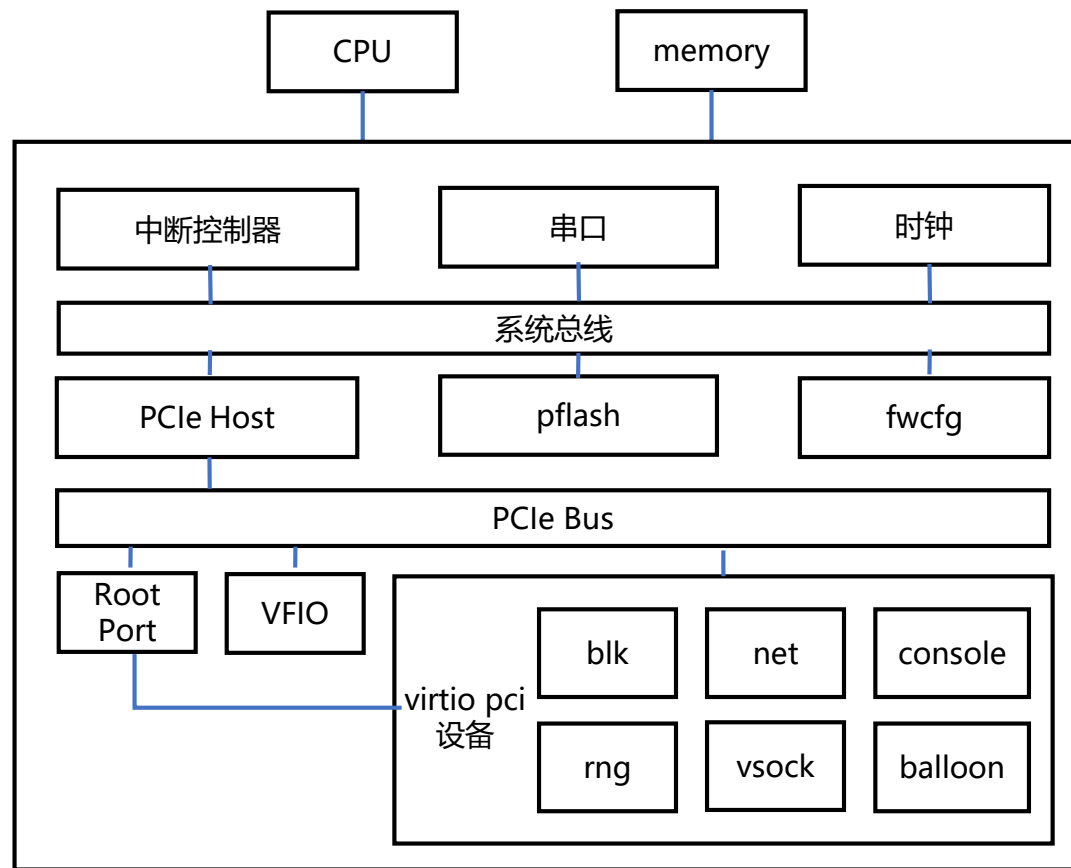 CPU
memory
中断控制器
串口
时钟
系统总线
PCIe Host
pflash
fwcfg
PCIe Bus
Root
Port
VFIO
virtio pci
设备
blk
net
console
rng
vsock
balloon